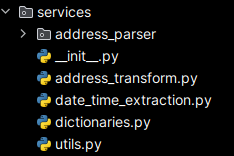 services
address_parser
__init__.py
address_transform.py
date_time_extraction.py
dictionaries.py
utils.py